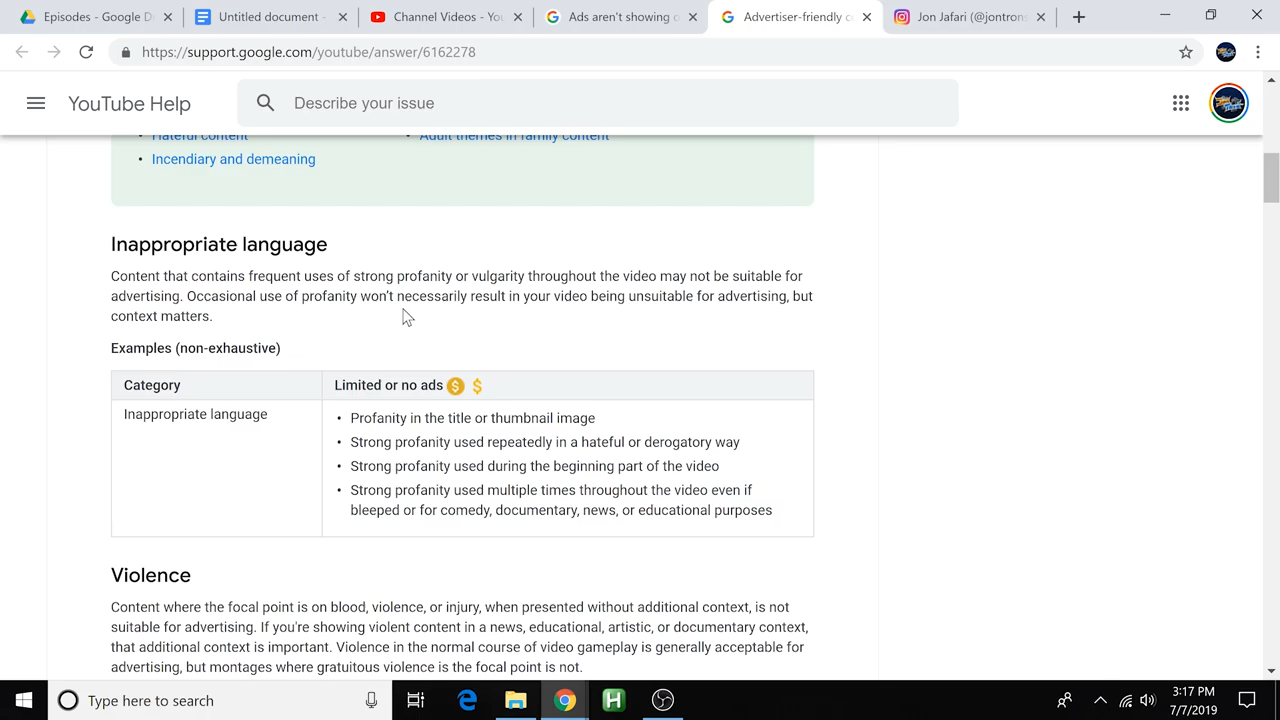 Episodes - Google D
Untitled document -
Channel Videos - You
Ads aren't showing o
Advertiser-friendly c
Jon Jafari (@jontrons
https://support.google.com/youtube/answer/6162278
YouTube Help
Describe your issue
Hateful content
Adult themes in family content
Incendiary and demeaning
Inappropriate language
Content that contains frequent uses of strong profanity or vulgarity throughout the video may not be suitable for
advertising. Occasional use of profanity won't necessarily result in your video being unsuitable for advertising, but
context matters.
Examples (non-exhaustive)
Category
Limited or no ads
Inappropriate language
• Profanity in the title or thumbnail image
• Strong profanity used repeatedly in a hateful or derogatory way
• Strong profanity used during the beginning part of the video
• Strong profanity used multiple times throughout the video even if
bleeped or for comedy, documentary, news, or educational purposes
Violence
Content where the focal point is on blood, violence, or injury, when presented without additional context, is not
suitable for advertising. If you're showing violent content in a news, educational, artistic, or documentary context,
that additional context is important. Violence in the normal course of video gameplay is generally acceptable for
advertising, but montages where gratuitous violence is the focal point is not.
Type here to search
3:17 PM
7/7/2019